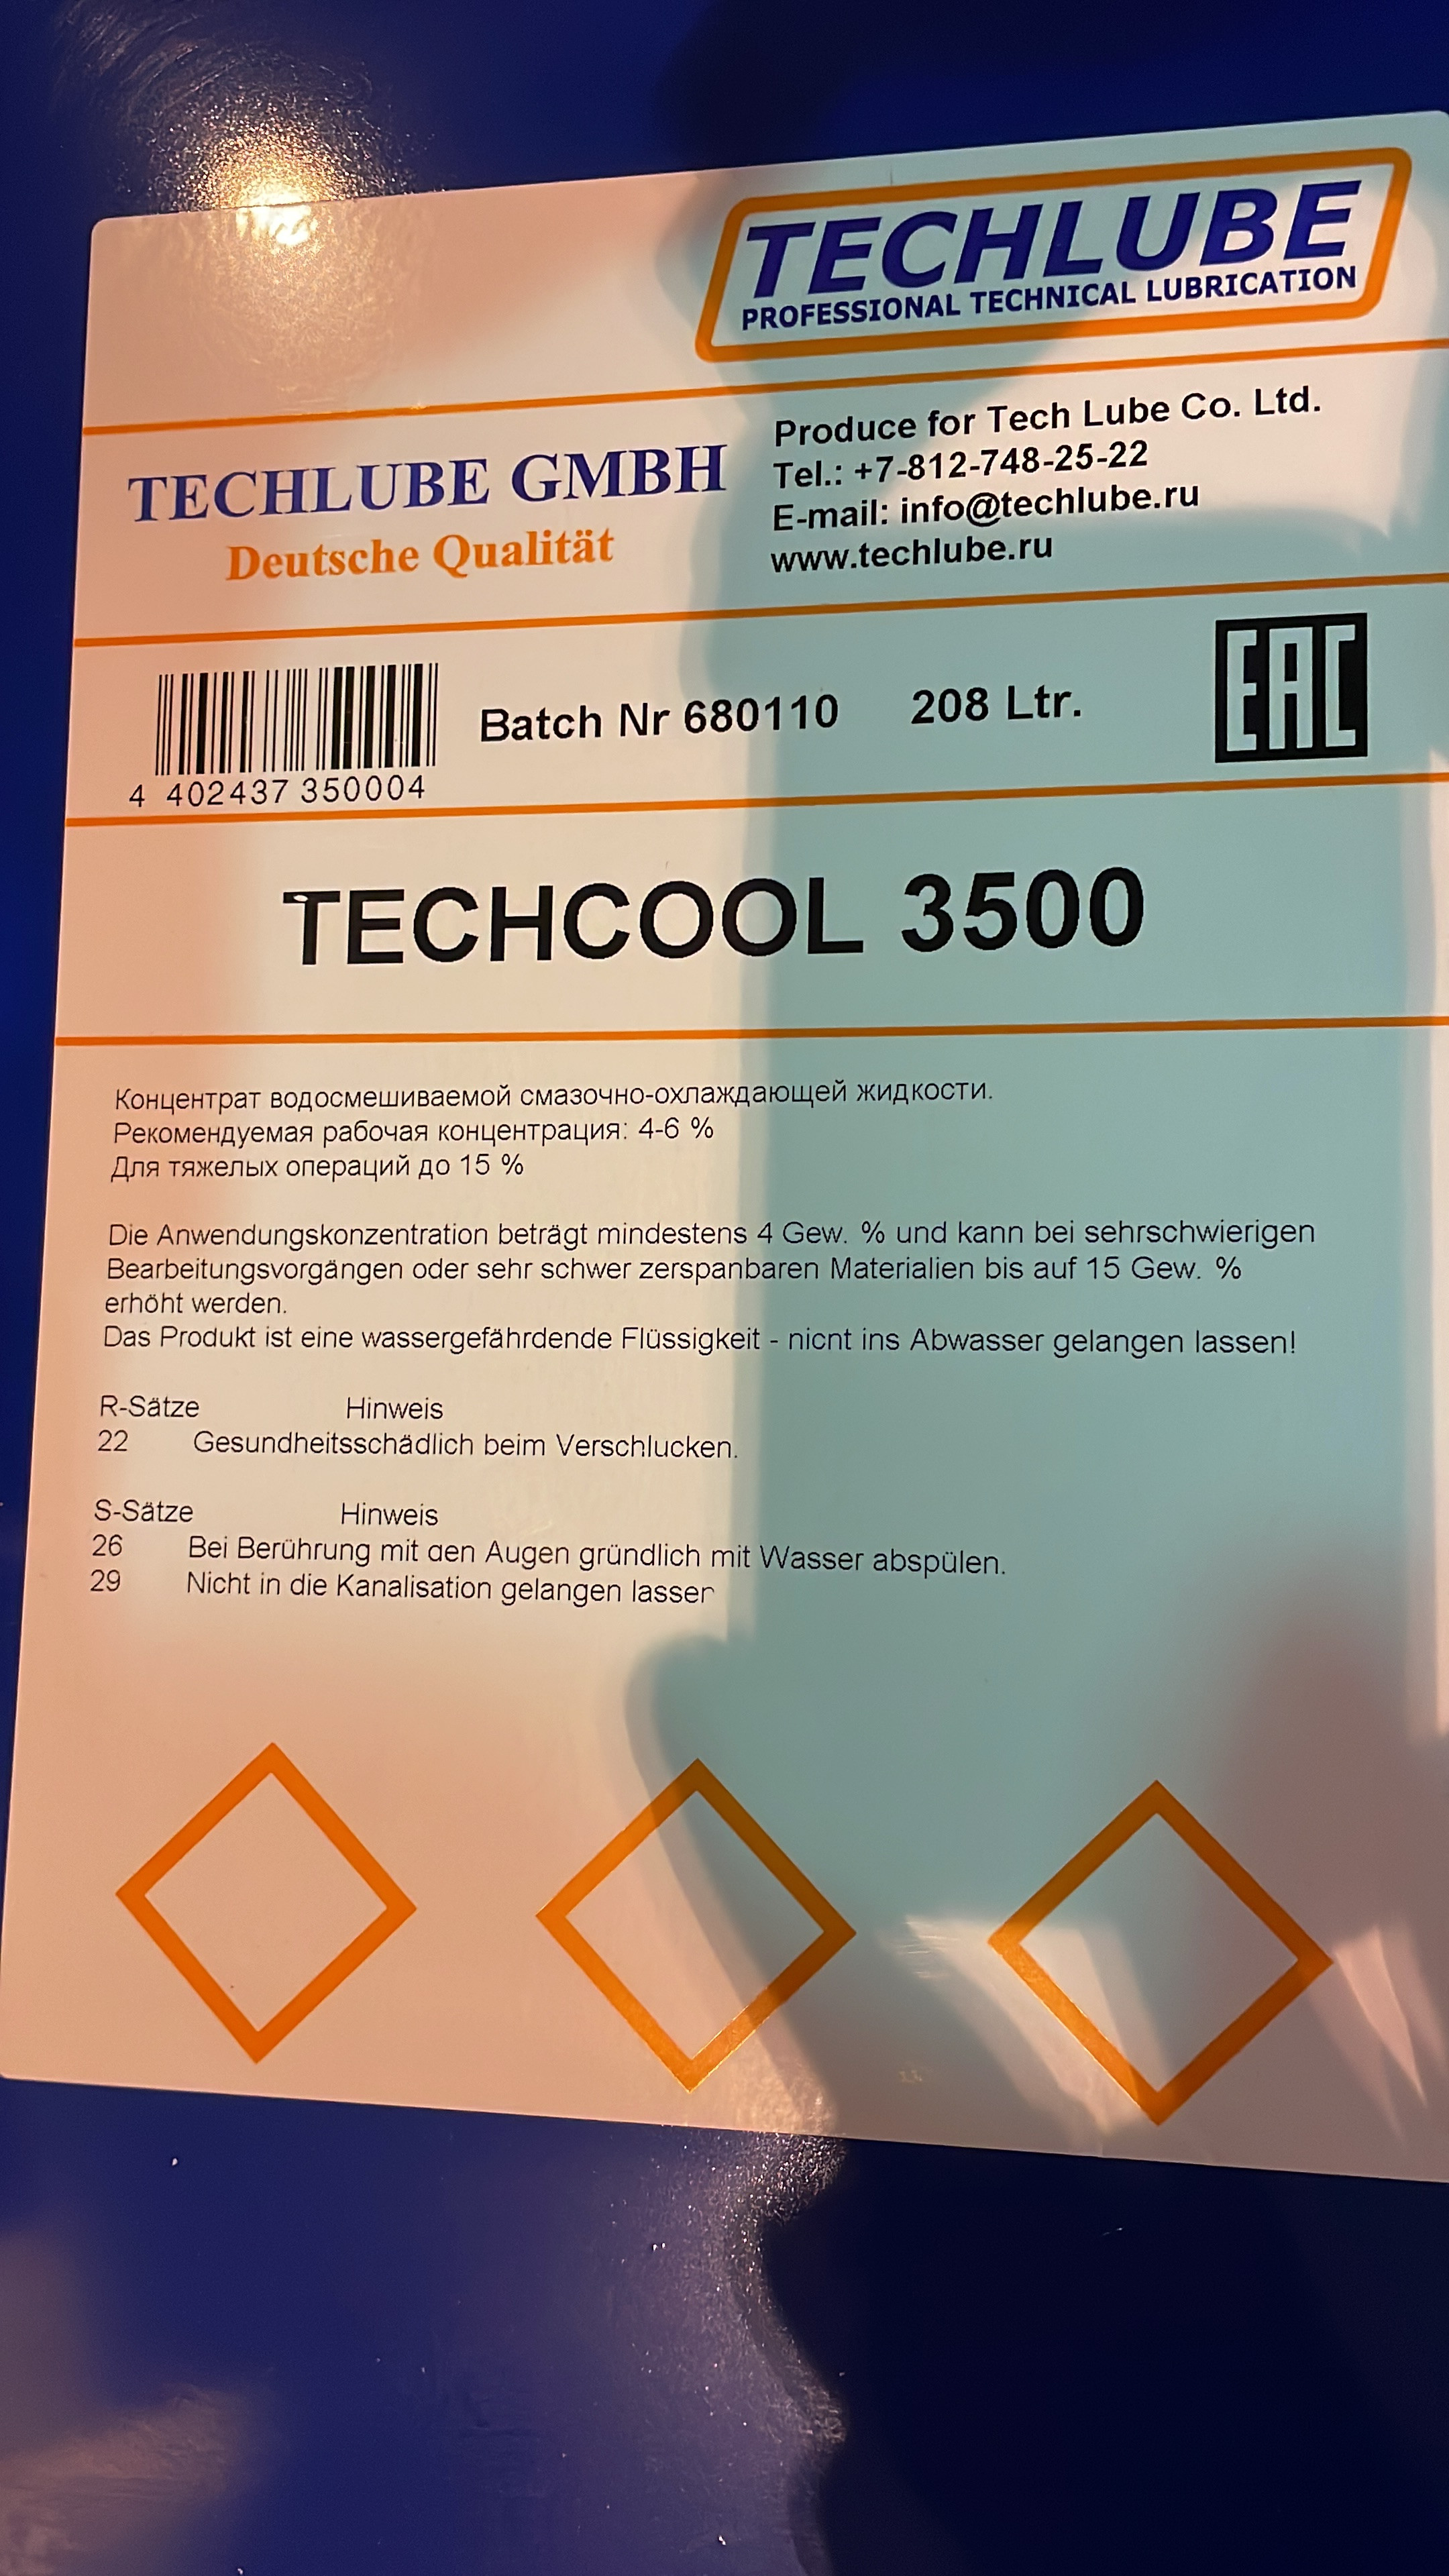 TECHLUBE
PROFESSIONAL TECHNICAL LUBRICATION
TECHLUBE GMBH
Deutsche Qualität
Produce for Tech Lube Co. Ltd.
Tel.: +7-812-748-25-22
E-mail: info@techlube.ru
www.techlube.ru
4 402437 350004
Batch Nr 680110 208 Ltr.
EAC
TECHCOOL 3500
Концентрат водосмешиваемой смазочно-охлаждающей жидкости.
Рекомендуемая рабочая концентрация: 4-6 %
Для тяжелых операций до 15 %
Die Anwendungskonzentration beträgt mindestens 4 Gew. % und kann bei sehrschwierigen
Bearbeitungsvorgängen oder sehr schwer zerspanbaren Materialien bis auf 15 Gew. %
erhöht werden.
Das Produkt ist eine wassergefährdende Flüssigkeit - nicht ins Abwasser gelangen lassen!
R-Sätze Hinweis
22 Gesundheitsschädlich beim Verschlucken.
S-Sätze Hinweis
26 Bei Berührung mit den Augen gründlich mit Wasser abspülen.
29 Nicht in die Kanalisation gelangen lassen